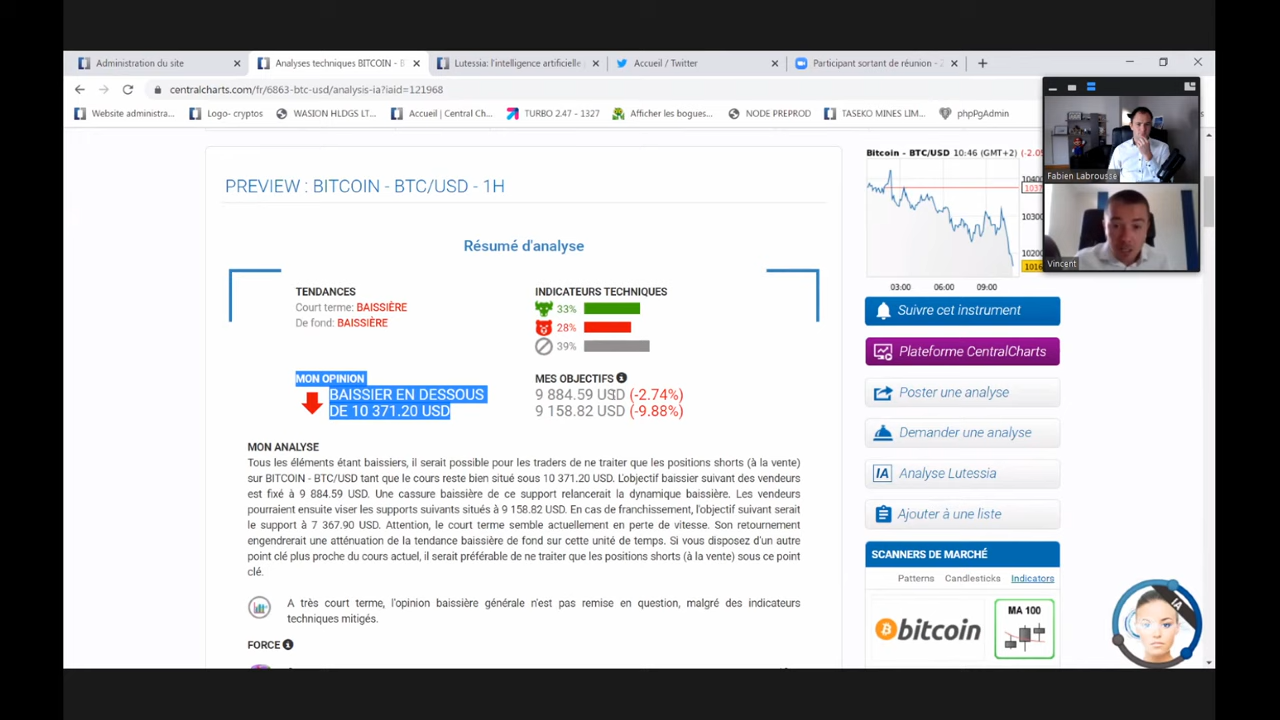 Administration du site
Analyses techniques BITCOIN - B
Lutessia: l'intelligence artificielle
Accueil / Twitter
Participant sortant de réunion - Z
centralcharts.com/fr/6863-btc-usd/analysis-ia?iaid=121968
Website administra...
Logo- cryptos
WASION HLDGS LT...
Accueil | Central Ch...
TURBO 2.47 - 1327
Afficher les bogues...
NODE PREPROD
TASEKO MINES LIM...
phpPgAdmin
Fabien Labrousse
Vincent
PREVIEW : BITCOIN - BTC/USD - 1H
Résumé d'analyse
TENDANCES
Court terme: BAISSIÈRE
De fond: BAISSIÈRE
INDICATEURS TECHNIQUES
33%
28%
39%
MON OPINION
BAISSIER EN DESSOUS
DE 10 371.20 USD
MES OBJECTIFS
9 884.59 USD (-2.74%)
9 158.82 USD (-9.88%)
MON ANALYSE
Tous les éléments étant baissiers, il serait possible pour les traders de ne traiter que les positions shorts (à la vente)
sur BITCOIN - BTC/USD tant que le cours reste bien situé sous 10 371.20 USD. L'objectif baissier suivant des vendeurs
est fixé à 9 884.59 USD. Une cassure baissière de ce support relancerait la dynamique baissière. Les vendeurs
pourraient ensuite viser les supports suivants situés à 9 158.82 USD. En cas de franchissement, l'objectif suivant serait
le support à 7 367.90 USD. Attention, le court terme semble actuellement en perte de vitesse. Son retournement
engendrerait une atténuation de la tendance baissière de fond sur cette unité de temps. Si vous disposez d'un autre
point clé plus proche du cours actuel, il serait préférable de ne traiter que les positions shorts (à la vente) sous ce point
clé.
A très court terme, l'opinion baissière générale n'est pas remise en question, malgré des indicateurs
techniques mitigés.
FORCE
Bitcoin - BTC/USD 10:46 (GMT+2)
03:00 06:00 09:00
Suivre cet instrument
Plateforme CentralCharts
Poster une analyse
Demander une analyse
IA Analyse Lutessia
Ajouter à une liste
SCANNERS DE MARCHÉ
Patterns Candlesticks Indicators
bitcoin
MA 100
IA